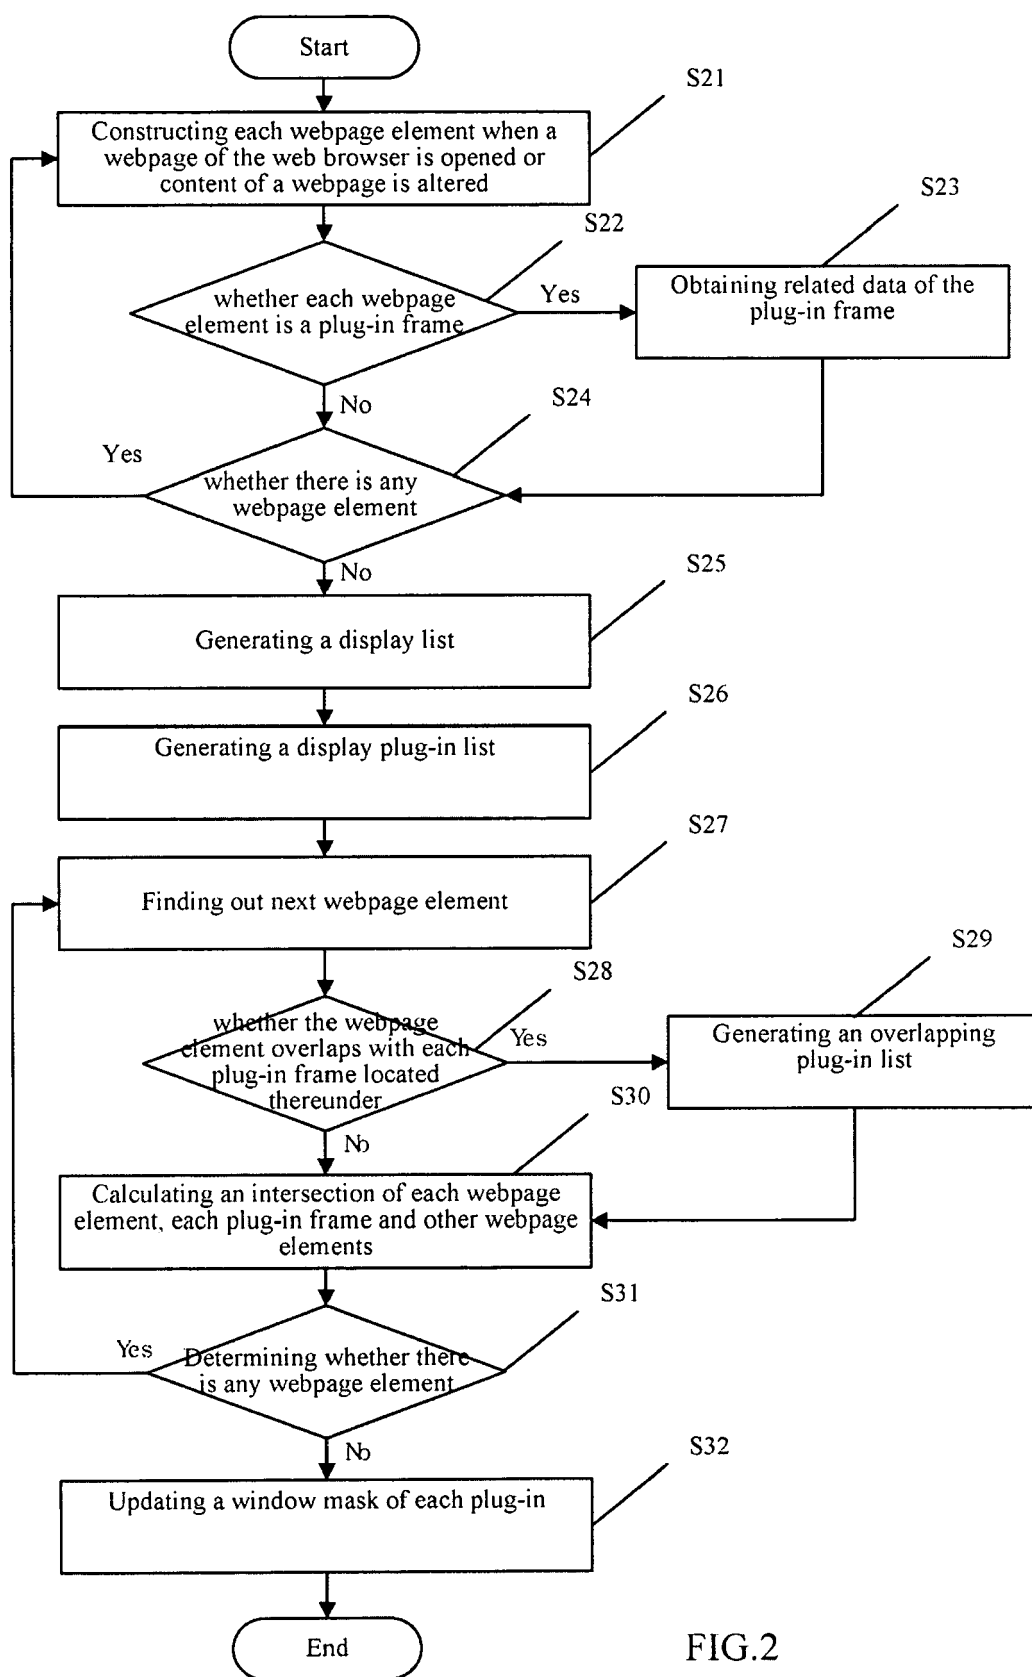 Start
S21
Constructing each webpage element when a
webpage of the web browser is opened or
content of a webpage is altered
S23
S22
Obtaining related data of the
plug-in frame
whether each webpage
element is a plug-in frame
Yes
No
S24
Yes
whether there is any
webpage element
No
S25
Generating a display list
S26
Generating a display plug-in list
S27
Finding out next webpage element
S29
S28
whether the webpage
element overlaps with each
plug-in frame located
thereunder
Yes
Generating an overlapping
plug-in list
S30
No
Calculating an intersection of each webpage
element, each plug-in frame and other webpage
elements
S31
Yes
Determining whether there
is any webpage element
No
S32
Updating a window mask of each plug-in
End
FIG.2